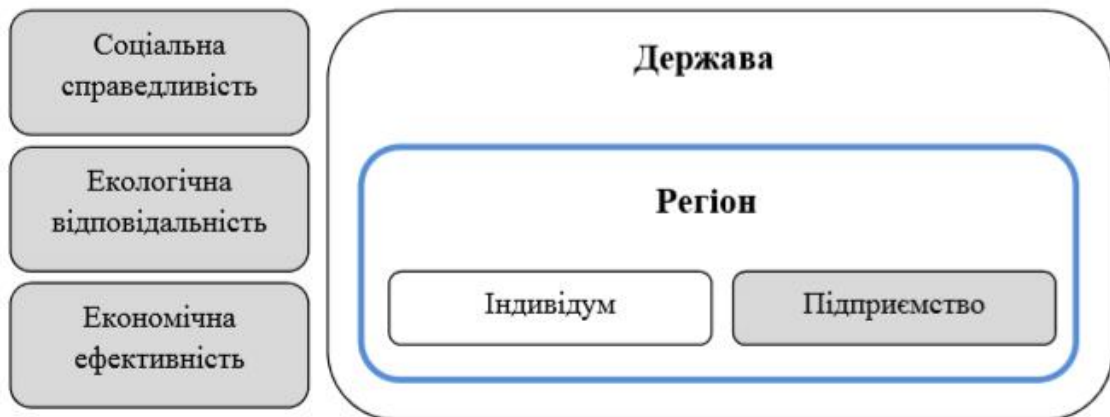 Соціальна
справедливість
Екологічна
відповідальність
Економічна
ефективність
Держава
Регіон
Індивідум
Підприємство